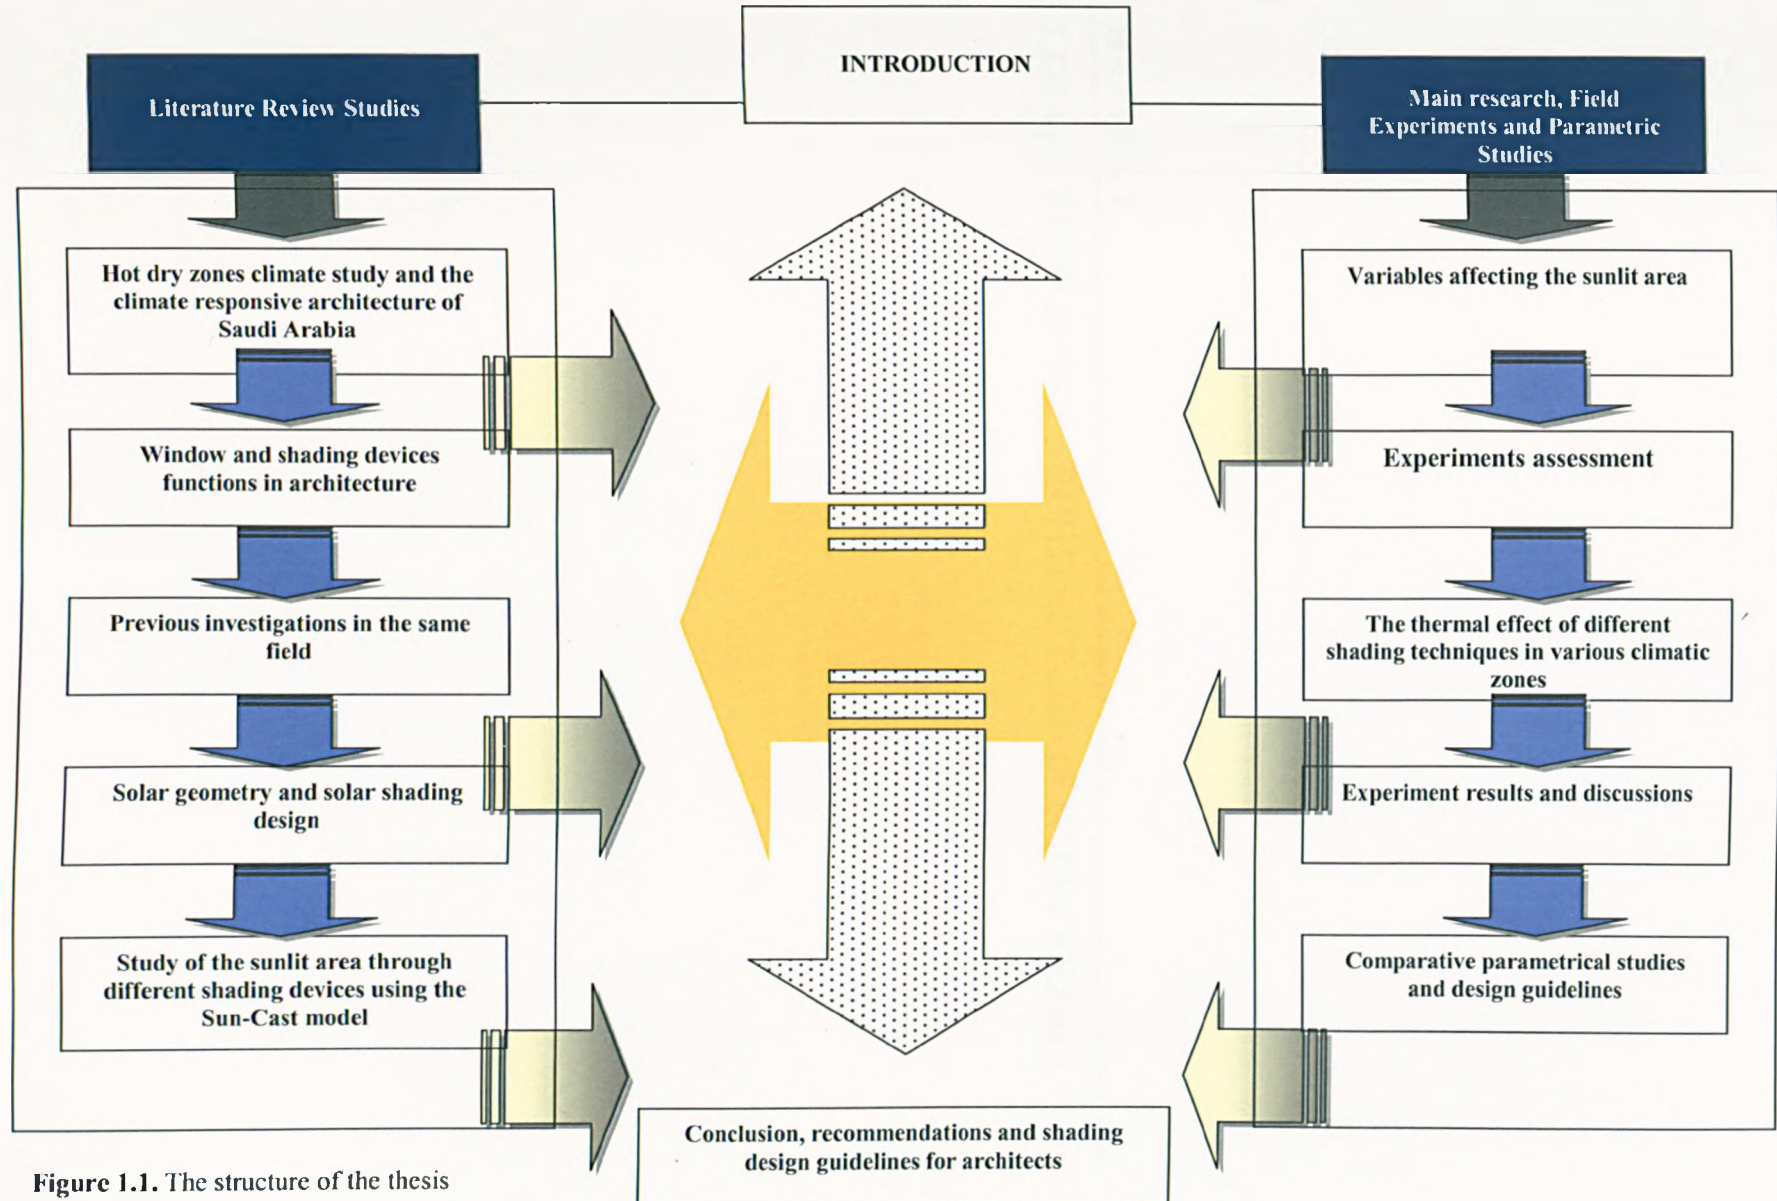 INTRODUCTION
Literature Review Studies
Main research, Field
Experiments and Parametric
Studies
Hot dry zones climate study and the
climate responsive architecture of
Saudi Arabia
Window and shading devices
functions in architecture
Previous investigations in the same
field
Solar geometry and solar shading
design
Study of the sunlit area through
different shading devices using the
Sun-Cast model
Variables affecting the sunlit area
Experiments assessment
The thermal effect of different
shading techniques in various climatic
zones
Experiment results and discussions
Comparative parametrical studies
and design guidelines
Conclusion, recommendations and shading
design guidelines for architects
Figure 1.1. The structure of the thesis